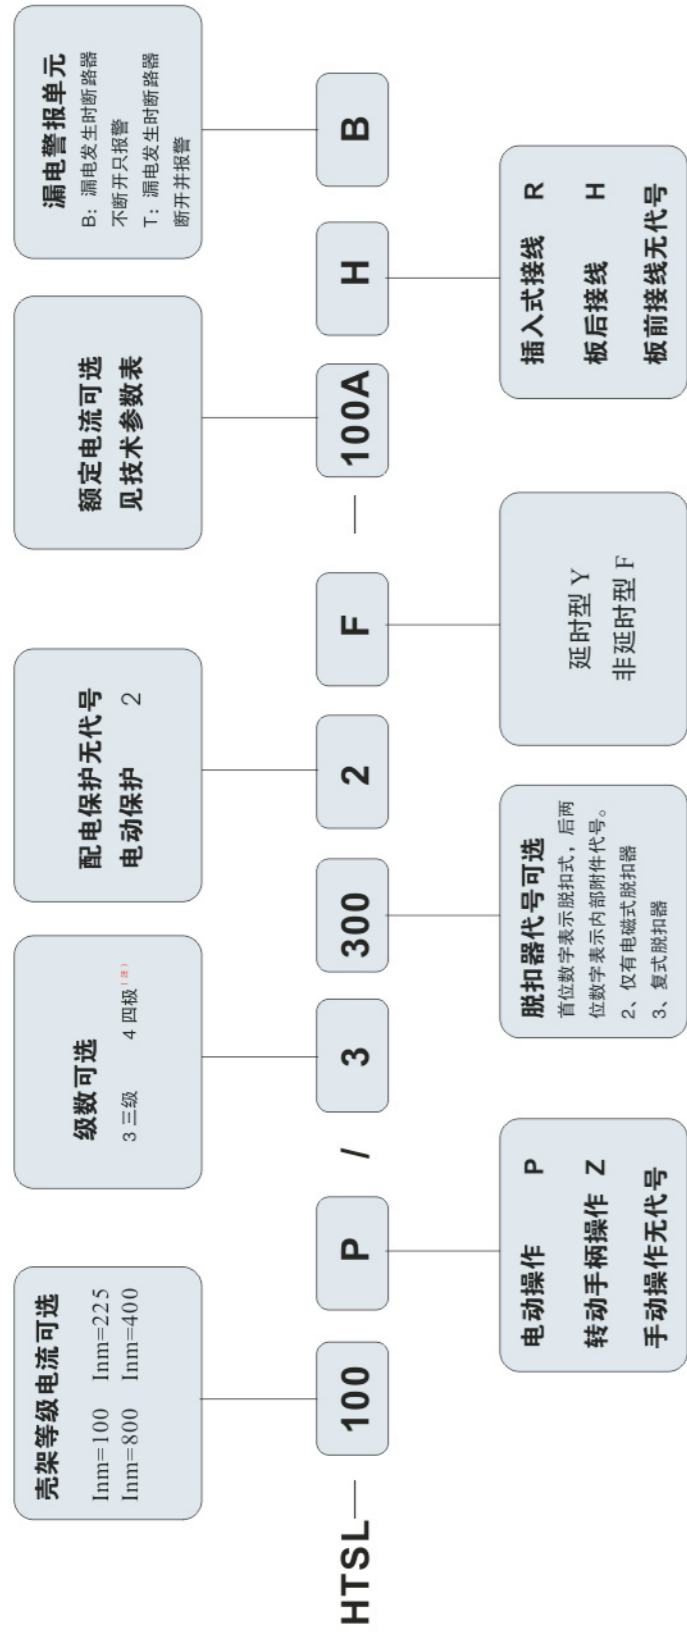 壳架等级电流可选
Inm=100 Inm=225
Inm=800 Inm=400
级数可选
3 三级 4 四极(注)
配电保护无代号
电动保护 2
额定电流可选
见技术参数表
漏电警报单元
B：漏电发生时断路器
不断开只报警
T：漏电发生时断路器
断开并报警
HTSL—100 P / 3 300 2 F — 100A H B
电动操作 P
转动手柄操作 Z
手动操作无代号
脱扣器代号可选
首位数字表示脱扣式，后两
位数字表示内部附件代号。
2、仅有电磁式脱扣器
3、复式脱扣器
延时型 Y
非延时型 F
插入式接线 R
板后接线 H
板前接线无代号